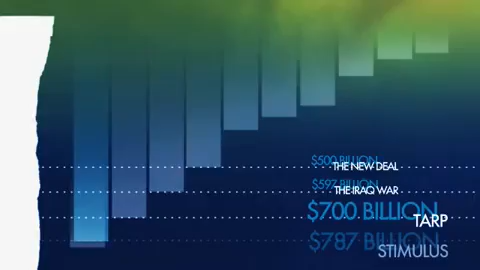 $500 BILLION
THE NEW DEAL
$597 BILLION
THE IRAQ WAR
$700 BILLION
TARP
$787 BILLION
STIMULUS